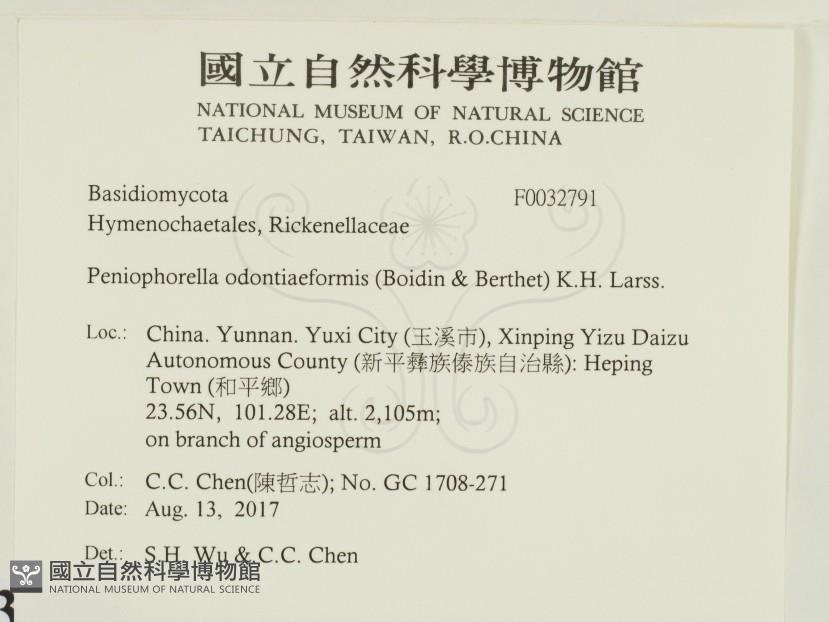 國立自然科學博物館
NATIONAL MUSEUM OF NATURAL SCIENCE
TAICHUNG, TAIWAN, R.O.CHINA
Basidiomycota F0032791
Hymenochaetales, Rickenellaceae
Peniophorella odontiaeformis (Boidin & Berthet) K.H. Larss.
Loc.: China. Yunnan. Yuxi City (玉溪市), Xinping Yizu Daizu
Autonomous County (新平彝族傣族自治縣): Heping
Town (和平鄉)
23.56N, 101.28E; alt. 2,105m;
on branch of angiosperm
Col.: C.C. Chen(陳哲志); No. GC 1708-271
Date: Aug. 13, 2017
Det.: S.H. Wu & C.C. Chen
國立自然科學博物館
NATIONAL MUSEUM OF NATURAL SCIENCE